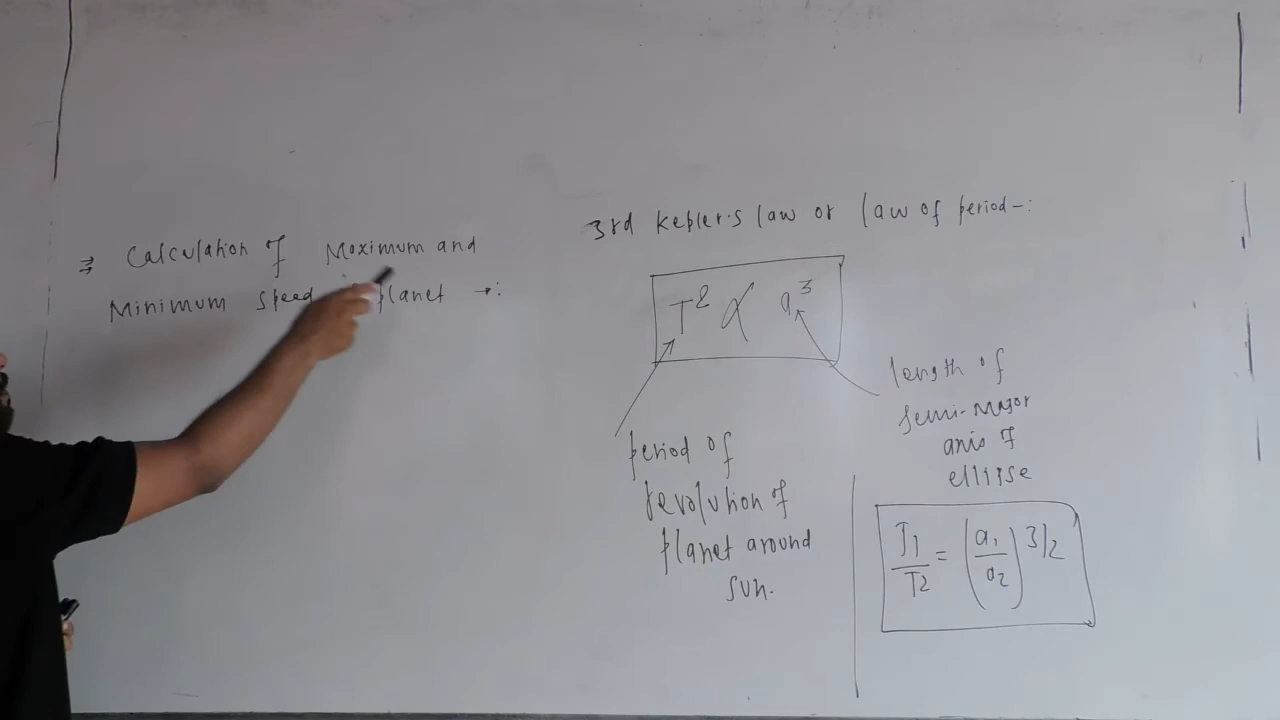 ⇒ Calculation of Maximum and
Minimum speed planet →:
3rd Kepler's law or law of period-:
T² ∝ a³
length of
semi-major
axis of
ellipse
period of
revolution of
planet around
sun.
T1/T2 = (a1/a2)3/2